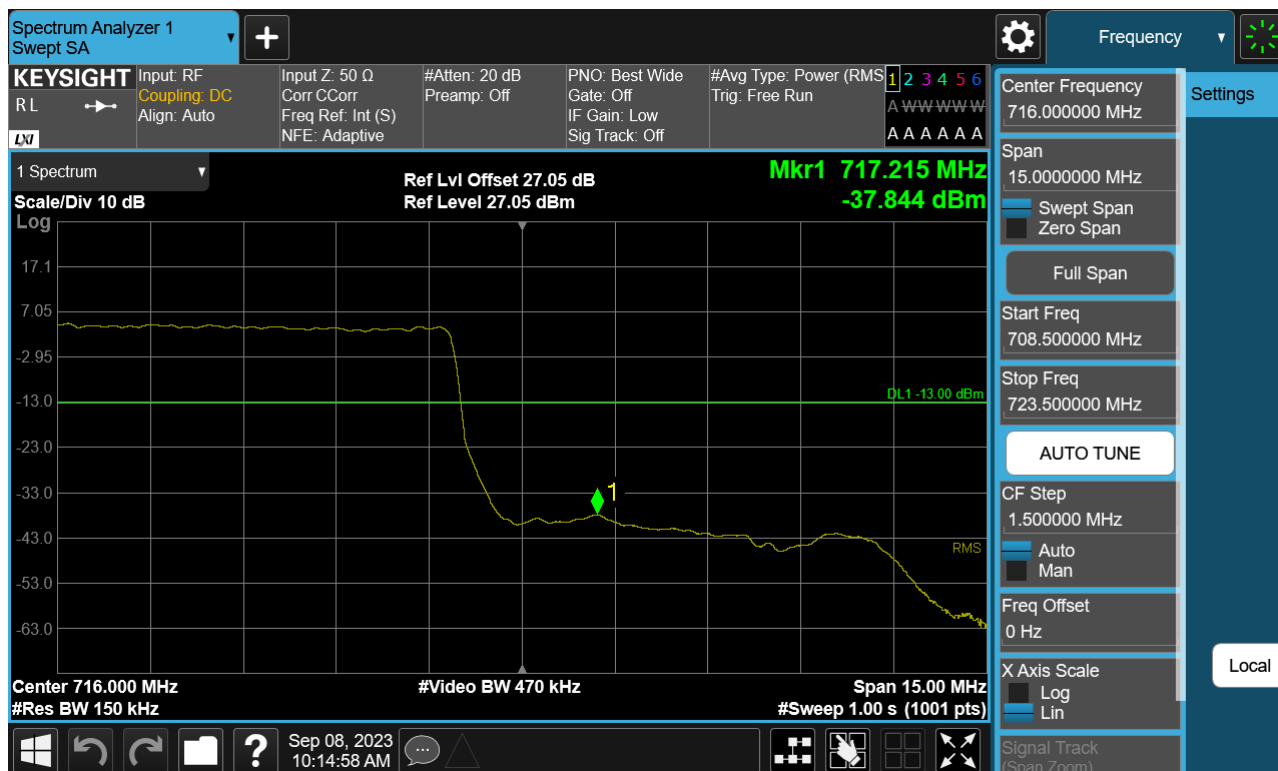 Spectrum Analyzer 1
Swept SA
Frequency
KEYSIGHT
R L
LXI
Input: RF
Coupling: DC
Align: Auto
Input Z: 50 Ω
Corr CCorr
Freq Ref: Int (S)
NFE: Adaptive
#Atten: 20 dB
Preamp: Off
PNO: Best Wide
Gate: Off
IF Gain: Low
Sig Track: Off
#Avg Type: Power (RMS
Trig: Free Run
1 2 3 4 5 6
A W W W W W
A A A A A A
1 Spectrum
Scale/Div 10 dB
Log
Ref Lvl Offset 27.05 dB
Ref Level 27.05 dBm
Mkr1 717.215 MHz
-37.844 dBm
17.1
7.05
-2.95
-13.0
-23.0
-33.0
-43.0
-53.0
-63.0
DL1 -13.00 dBm
1
RMS
Center 716.000 MHz
#Res BW 150 kHz
#Video BW 470 kHz
Span 15.00 MHz
#Sweep 1.00 s (1001 pts)
Center Frequency
716.000000 MHz
Span
15.0000000 MHz
Swept Span
Zero Span
Full Span
Start Freq
708.500000 MHz
Stop Freq
723.500000 MHz
AUTO TUNE
CF Step
1.500000 MHz
Auto
Man
Freq Offset
0 Hz
X Axis Scale
Log
Lin
Signal Track
(Span Zoom)
Settings
Local
?
Sep 08, 2023
10:14:58 AM